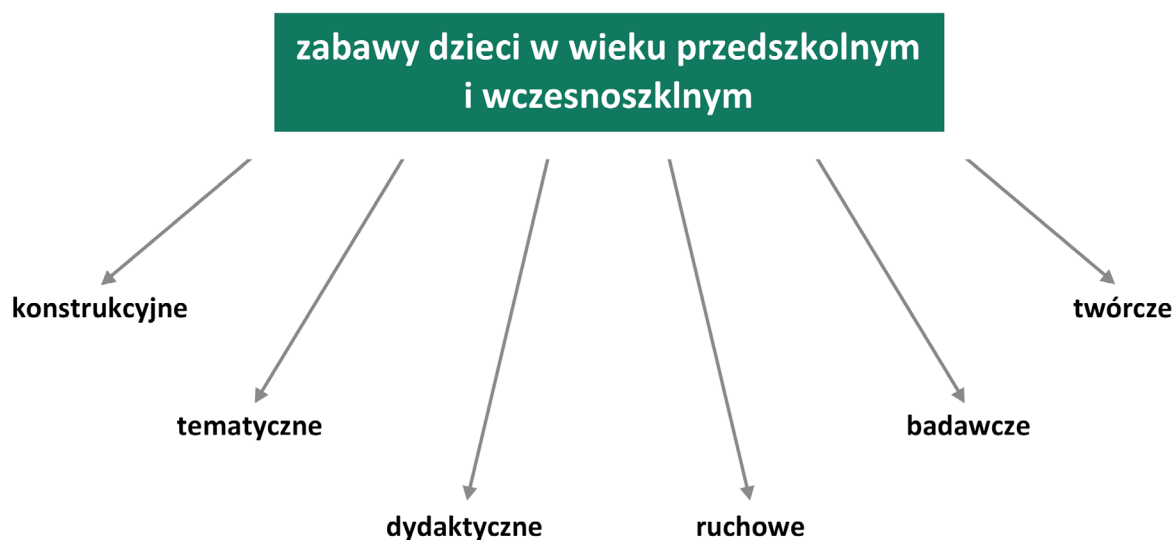 zabawy dzieci w wieku przedszkolnym
i wczesnoszklnym
konstrukcyjne
twórcze
tematyczne
badawcze
dydaktyczne
ruchowe